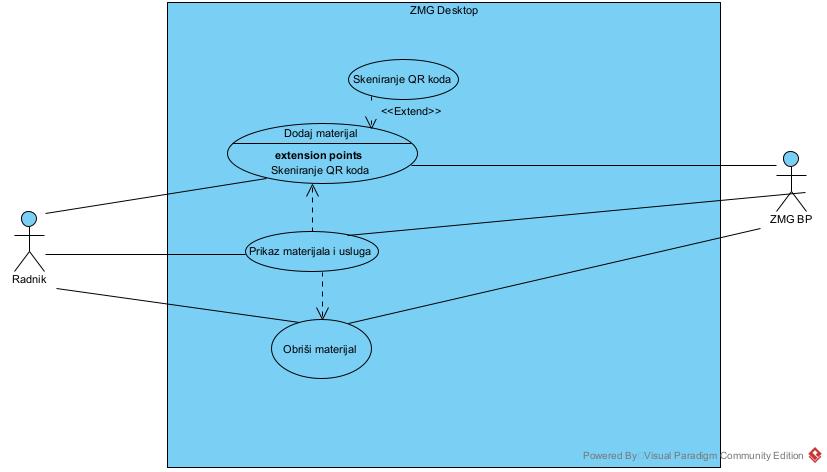 ZMG Desktop
Skeniranje QR koda
<<Extend>>
Dodaj materijal
extension points
Skeniranje QR koda
ZMG BP
Prikaz materijala i usluga
Radnik
Obriši materijal
Powered By Visual Paradigm Community Edition